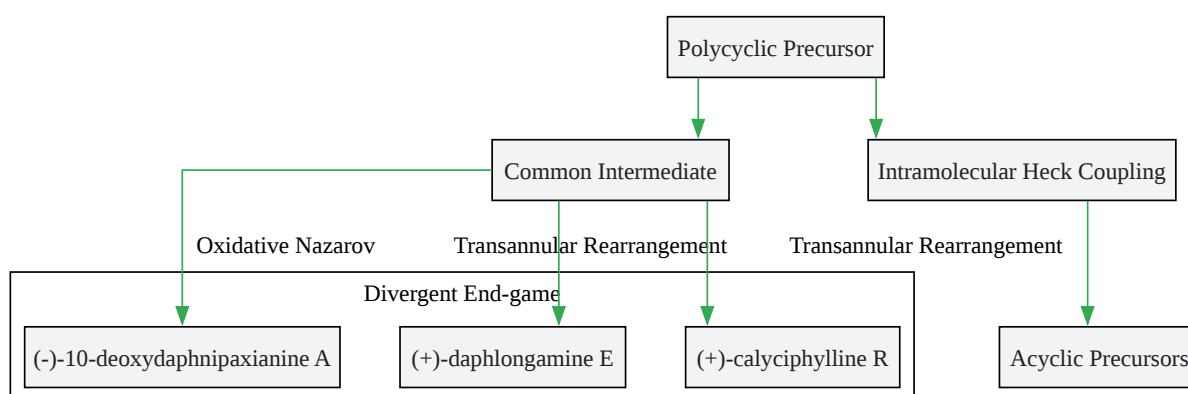 Polycyclic Precursor
Common Intermediate
Intramolecular Heck Coupling
Oxidative Nazarov
Transannular Rearrangement
Transannular Rearrangement
Divergent End-game
(-)-10-deoxydaphnipaxianine A
(+)-daphlongamine E
(+)-calyciphylline R
Acyclic Precursors